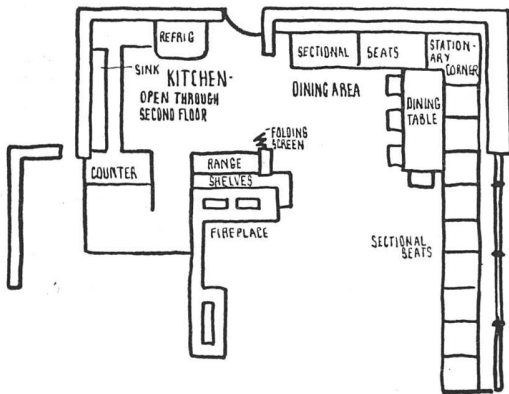 REFRIG
SINK
KITCHEN-
OPEN THROUGH
SECOND FLOOR
SECTIONAL
SEATS
STATION-
ARY
CORNER
DINING AREA
DINING
TABLE
FOLDING
SCREEN
RANGE
SHELVES
COUNTER
FIREPLACE
SECTIONAL
SEATS